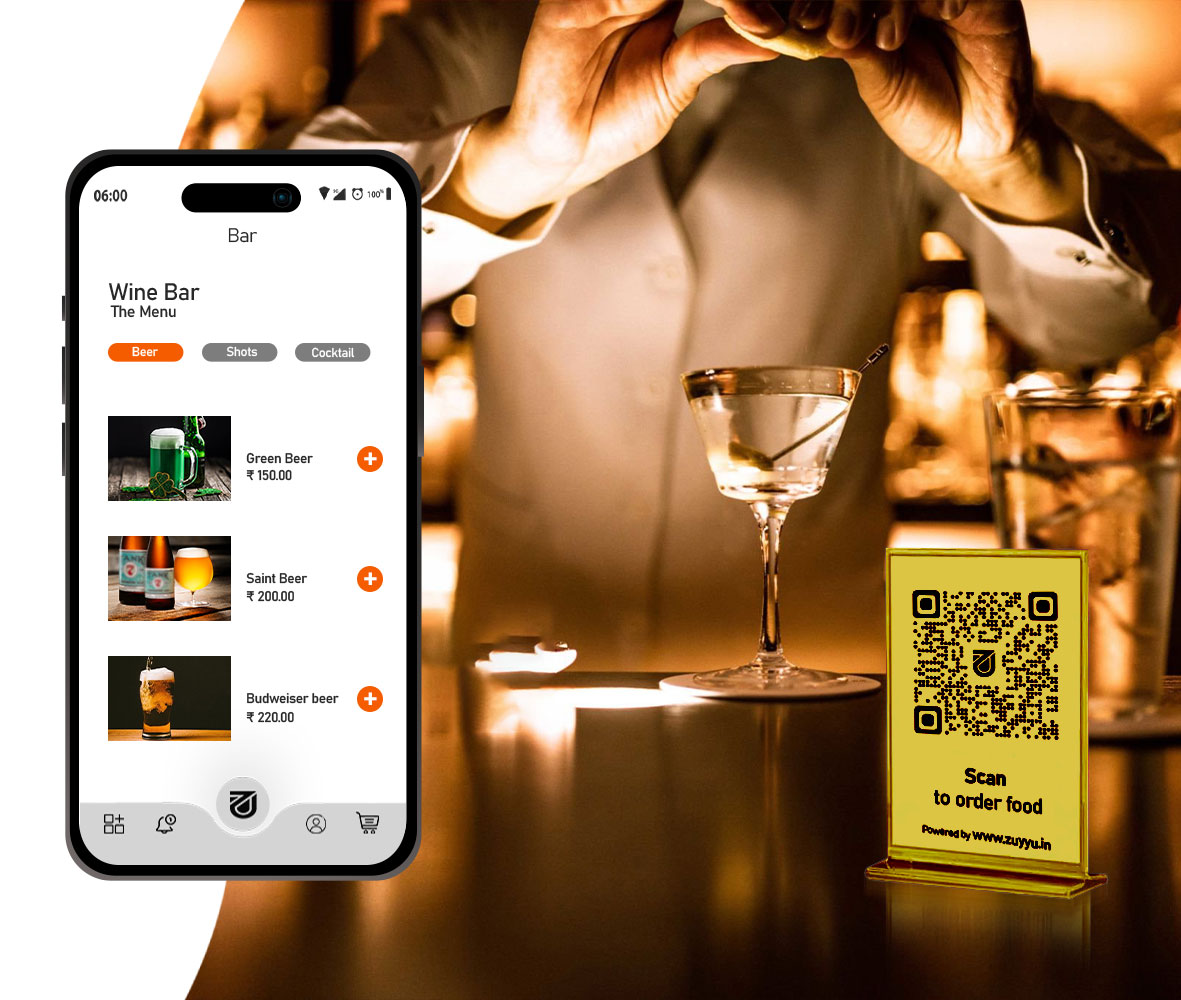 06:00
100%
Bar
Wine Bar
The Menu
Beer
Shots
Cocktail
Green Beer
₹ 150.00
Saint Beer
₹ 200.00
Budweiser beer
₹ 220.00
Scan
to order food
Powered by www.zuyyu.in